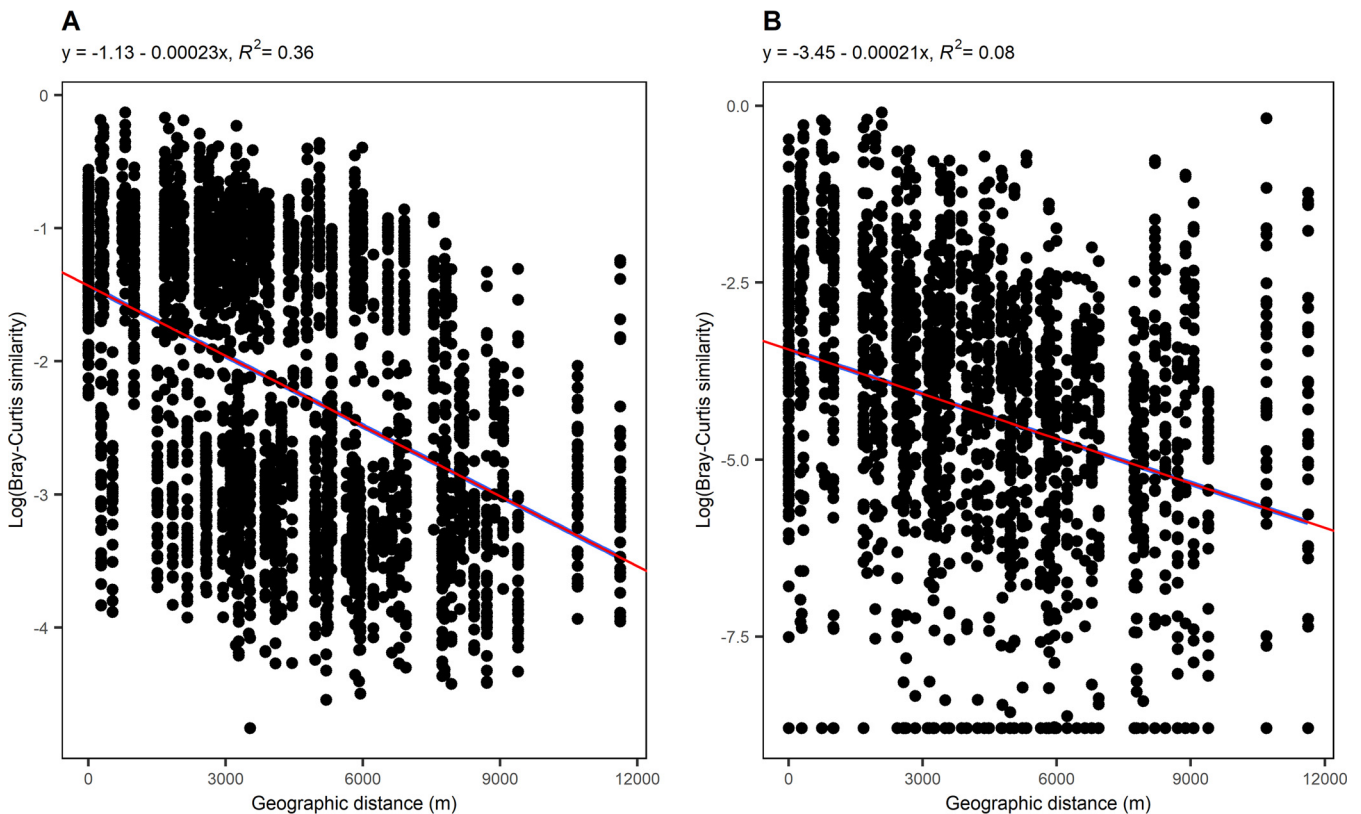 A
y = -1.13 - 0.00023x, R²= 0.36
0
-1
-2
-3
-4
Log(Bray-Curtis similarity)
0
3000
6000
9000
12000
Geographic distance (m)
B
y = -3.45 - 0.00021x, R²= 0.08
0.0
-2.5
-5.0
-7.5
Log(Bray-Curtis similarity)
0
3000
6000
9000
12000
Geographic distance (m)